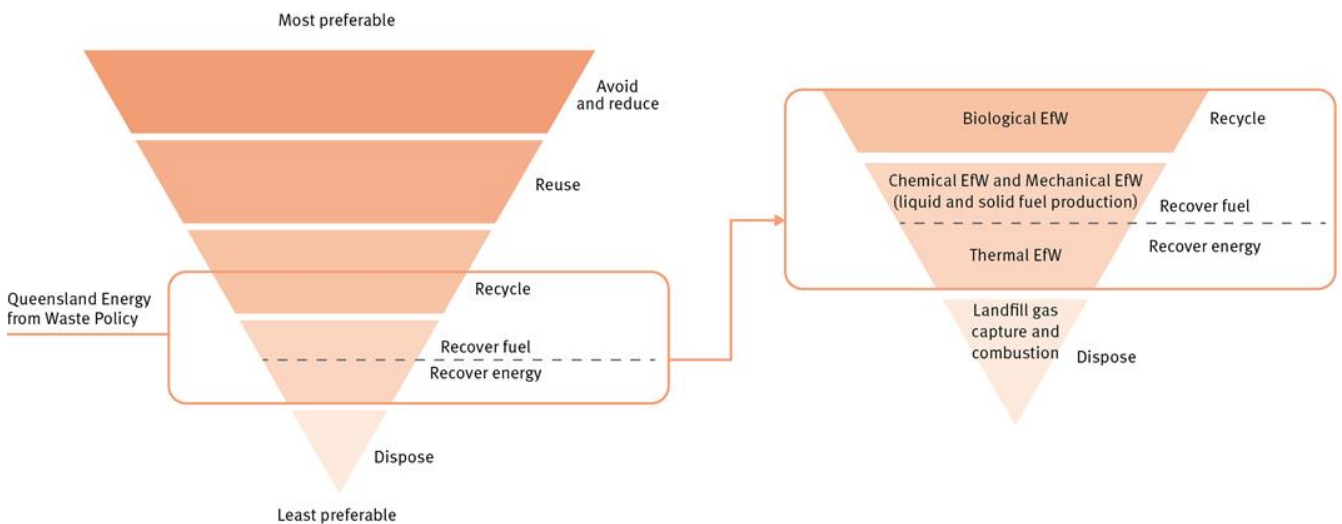 Most preferable
Avoid
and reduce
Reuse
Recycle
Queensland Energy
from Waste Policy
Recover fuel
Recover energy
Dispose
Least preferable
Biological EfW
Recycle
Chemical EfW and Mechanical EfW
(liquid and solid fuel production)
Recover fuel
Recover energy
Thermal EfW
Landfill gas
capture and
combustion
Dispose